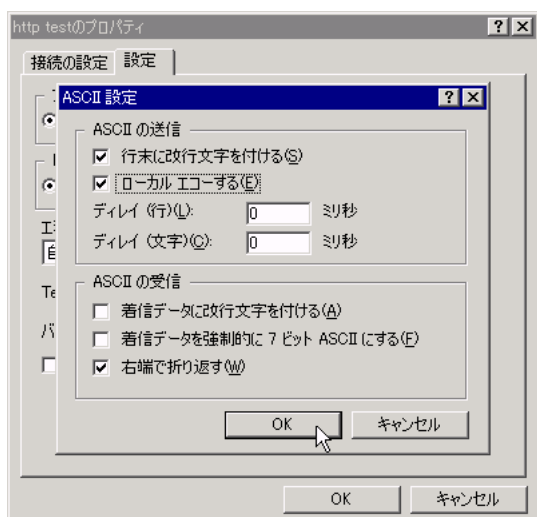 http testのプロパティ
接続の設定 設定
ASCII 設定
ASCII の送信
行末に改行文字を付ける(S)
ローカル エコーする(E)
ディレイ (行)(L): 0 ミリ秒
ディレイ (文字)(C): 0 ミリ秒
ASCII の受信
着信データに改行文字を付ける(A)
着信データを強制的に 7 ビット ASCII にする(F)
右端で折り返す(W)
OK キャンセル
OK キャンセル